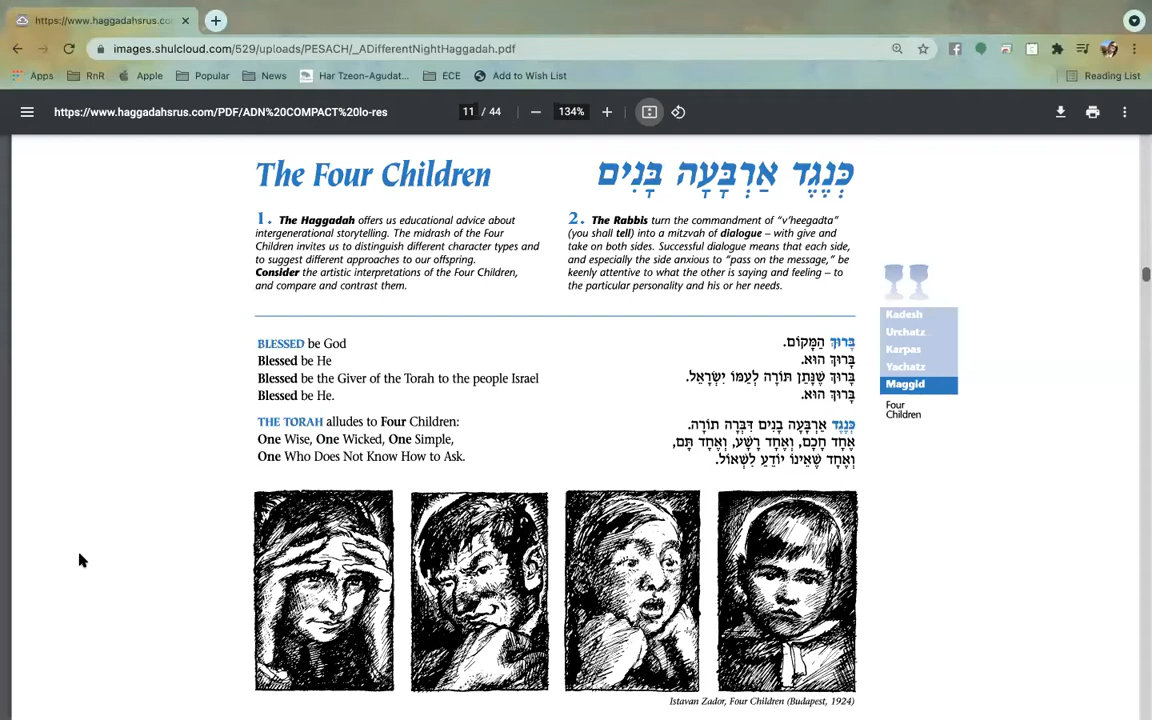 https://www.haggadahsrus.co
images.shulcloud.com/529/uploads/PESACH/_ADifferentNightHaggadah.pdf
Apps RnR Apple Popular News Har Tzeon-Agudat... ECE Add to Wish List Reading List
https://www.haggadahsrus.com/PDF/ADN%20COMPACT%20lo-res 11 / 44 134%
The Four Children
כְּנֶגֶד אַרְבָּעָה בָּנִים
1. The Haggadah offers us educational advice about
intergenerational storytelling. The midrash of the Four
Children invites us to distinguish different character types and
to suggest different approaches to our offspring.
Consider the artistic interpretations of the Four Children,
and compare and contrast them.
2. The Rabbis turn the commandment of "v'heegadta"
(you shall tell) into a mitzvah of dialogue – with give and
take on both sides. Successful dialogue means that each side,
and especially the side anxious to "pass on the message," be
keenly attentive to what the other is saying and feeling – to
the particular personality and his or her needs.
BLESSED be God
Blessed be He
Blessed be the Giver of the Torah to the people Israel
Blessed be He.
THE TORAH alludes to Four Children:
One Wise, One Wicked, One Simple,
One Who Does Not Know How to Ask.
בָּרוּךְ הַמָּקוֹם.
בָּרוּךְ הוּא.
בָּרוּךְ שֶׁנָּתַן תּוֹרָה לְעַמּוֹ יִשְׂרָאֵל.
בָּרוּךְ הוּא.
כְּנֶגֶד אַרְבָּעָה בָנִים דִּבְּרָה תוֹרָה.
אֶחָד חָכָם, וְאֶחָד רָשָׁע, וְאֶחָד תָּם,
וְאֶחָד שֶׁאֵינוֹ יוֹדֵעַ לִשְׁאוֹל.
Kadesh
Urchatz
Karpas
Yachatz
Maggid
Four
Children
Istavan Zador, Four Children (Budapest, 1924)